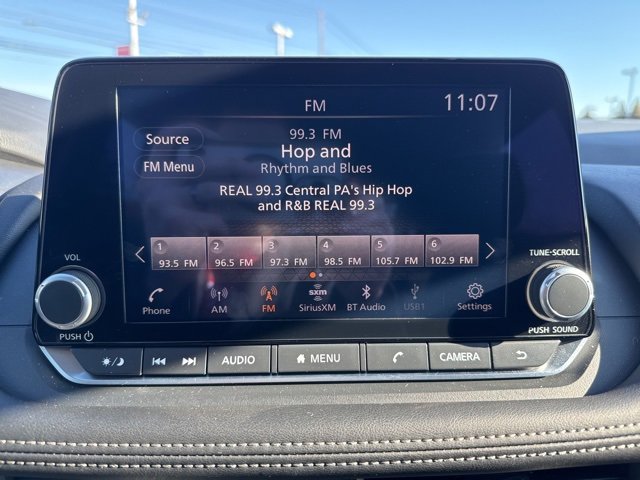 FM
11:07
Source
FM Menu
99.3 FM
Hop and
Rhythm and Blues
REAL 99.3 Central PA's Hip Hop
and R&B REAL 99.3
1 2 3 4 5 6
93.5 FM 96.5 FM 97.3 FM 98.5 FM 105.7 FM 102.9 FM
VOL
TUNE•SCROLL
sxm
Phone AM FM SiriusXM BT Audio USB1 Settings
PUSH
PUSH SOUND
AUDIO MENU CAMERA